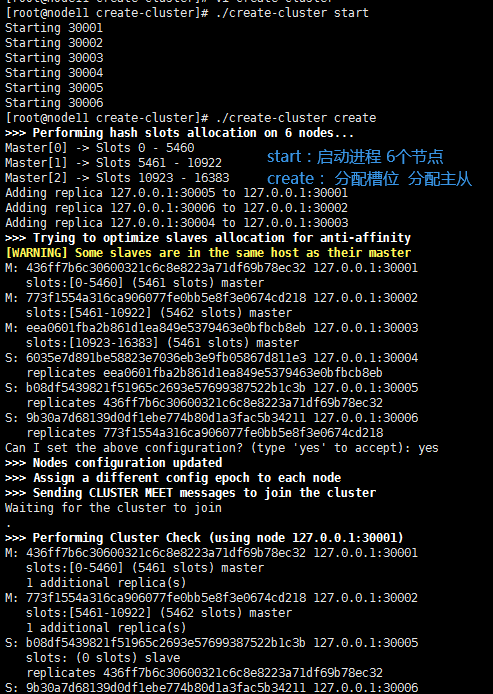 [root@node11 create-cluster]# ./create-cluster start
Starting 30001
Starting 30002
Starting 30003
Starting 30004
Starting 30005
Starting 30006
[root@node11 create-cluster]# ./create-cluster create
>>> Performing hash slots allocation on 6 nodes...
Master[0] -> Slots 0 - 5460
Master[1] -> Slots 5461 - 10922
Master[2] -> Slots 10923 - 16383
start：启动进程 6个节点
create： 分配槽位 分配主从
Adding replica 127.0.0.1:30005 to 127.0.0.1:30001
Adding replica 127.0.0.1:30006 to 127.0.0.1:30002
Adding replica 127.0.0.1:30004 to 127.0.0.1:30003
>>> Trying to optimize slaves allocation for anti-affinity
[WARNING] Some slaves are in the same host as their master
M: 436ff7b6c30600321c6c8e8223a71df69b78ec32 127.0.0.1:30001
slots:[0-5460] (5461 slots) master
M: 773f1554a316ca906077fe0bb5e8f3e0674cd218 127.0.0.1:30002
slots:[5461-10922] (5462 slots) master
M: eea0601fba2b861d1ea849e5379463e0bfbcb8eb 127.0.0.1:30003
slots:[10923-16383] (5461 slots) master
S: 6035e7d891be58823e7036eb3e9fb05867d811e3 127.0.0.1:30004
replicates eea0601fba2b861d1ea849e5379463e0bfbcb8eb
S: b08df5439821f51965c2693e57699387522b1c3b 127.0.0.1:30005
replicates 436ff7b6c30600321c6c8e8223a71df69b78ec32
S: 9b30a7d68139d0df1ebe774b80d1a3fac5b34211 127.0.0.1:30006
replicates 773f1554a316ca906077fe0bb5e8f3e0674cd218
Can I set the above configuration? (type 'yes' to accept): yes
>>> Nodes configuration updated
>>> Assign a different config epoch to each node
>>> Sending CLUSTER MEET messages to join the cluster
Waiting for the cluster to join
.
>>> Performing Cluster Check (using node 127.0.0.1:30001)
M: 436ff7b6c30600321c6c8e8223a71df69b78ec32 127.0.0.1:30001
slots:[0-5460] (5461 slots) master
1 additional replica(s)
M: 773f1554a316ca906077fe0bb5e8f3e0674cd218 127.0.0.1:30002
slots:[5461-10922] (5462 slots) master
1 additional replica(s)
S: b08df5439821f51965c2693e57699387522b1c3b 127.0.0.1:30005
slots: (0 slots) slave
replicates 436ff7b6c30600321c6c8e8223a71df69b78ec32
S: 9b30a7d68139d0df1ebe774b80d1a3fac5b34211 127.0.0.1:30006